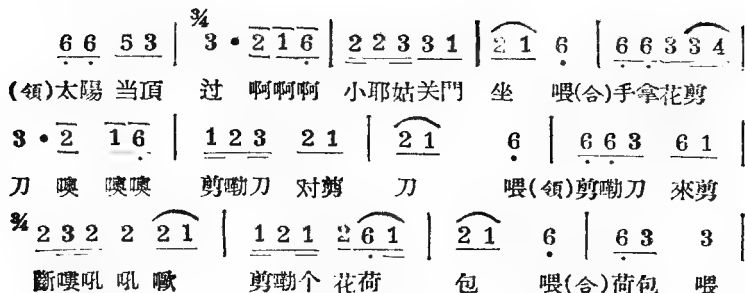 3/4
6 6 5 3 3 · 2 1 6 | 2 2 3 3 1 | 2 1 6 | 6 6 3 3 4
(領)太陽 当頂 过 啊啊啊 小耶姑关門 坐 喂(合)手拿花剪
3 · 2 1 6 | 1 2 3 2 1 | 2 1 6 | 6 6 3 6 1
刀 噢 噢噢 剪嘞刀 对剪 刀 喂(領)剪嘞刀 來剪
3/4 2 3 2 2 2 1 | 1 2 1 2 6 1 | 2 1 6 | 6 3 3 |
斷嘍吼 吼 噷 剪嘞个 花荷 包 喂(合)荷包 喂